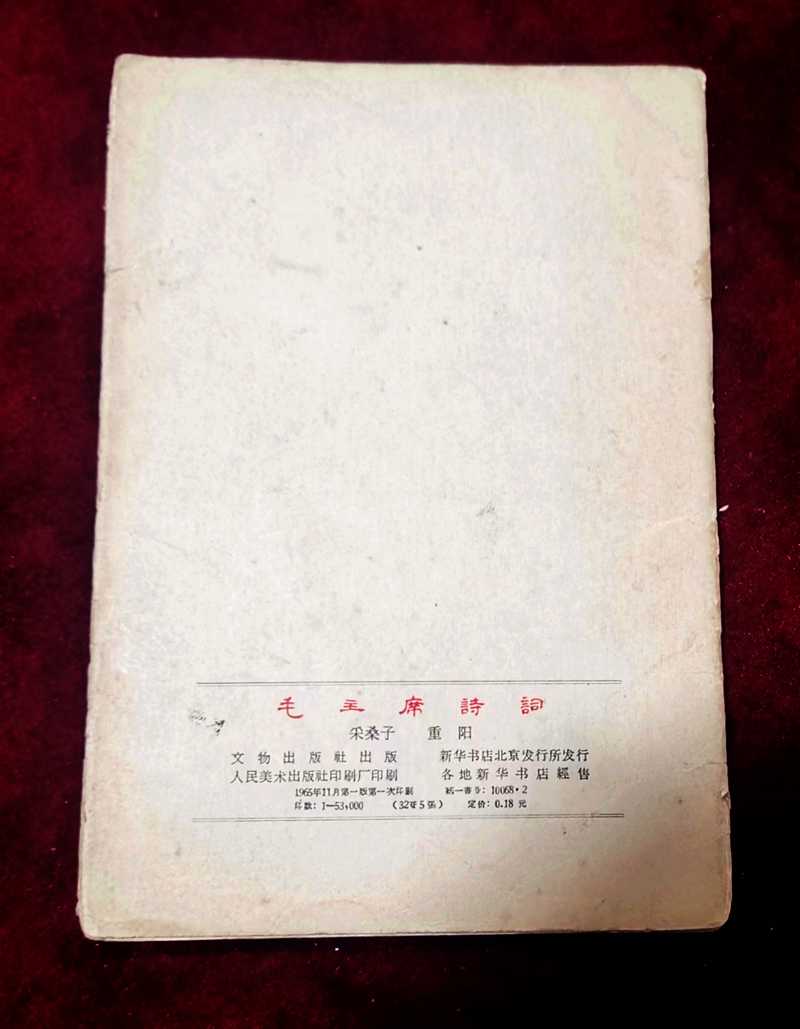 毛主席詩詞
采桑子 重阳
文物出版社出版 新华书店北京发行所发行
人民美术出版社印刷厂印刷 各地新华书店經售
1965年11月第一版第一次印刷 統一書号：10068·2
印数：1—53,000 （32开5張） 定价：0.18元